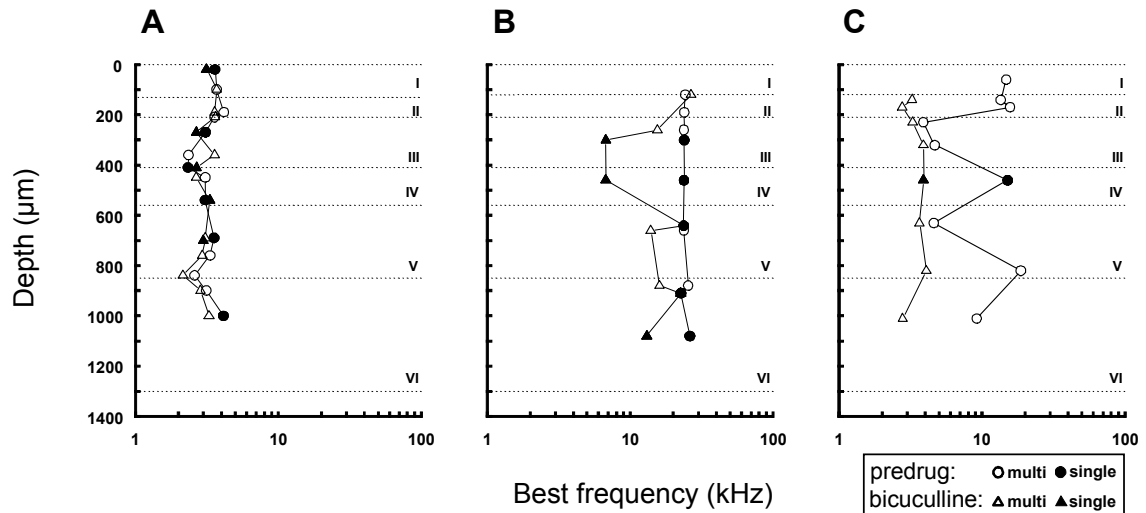 A
B
C
0
200
400
600
800
1000
1200
1400
Depth (µm)
I
II
III
IV
V
VI
1
10
100
I
II
III
IV
V
VI
1
10
100
I
II
III
IV
V
VI
1
10
100
Best frequency (kHz)
predrug: multi single
bicuculline: multi single